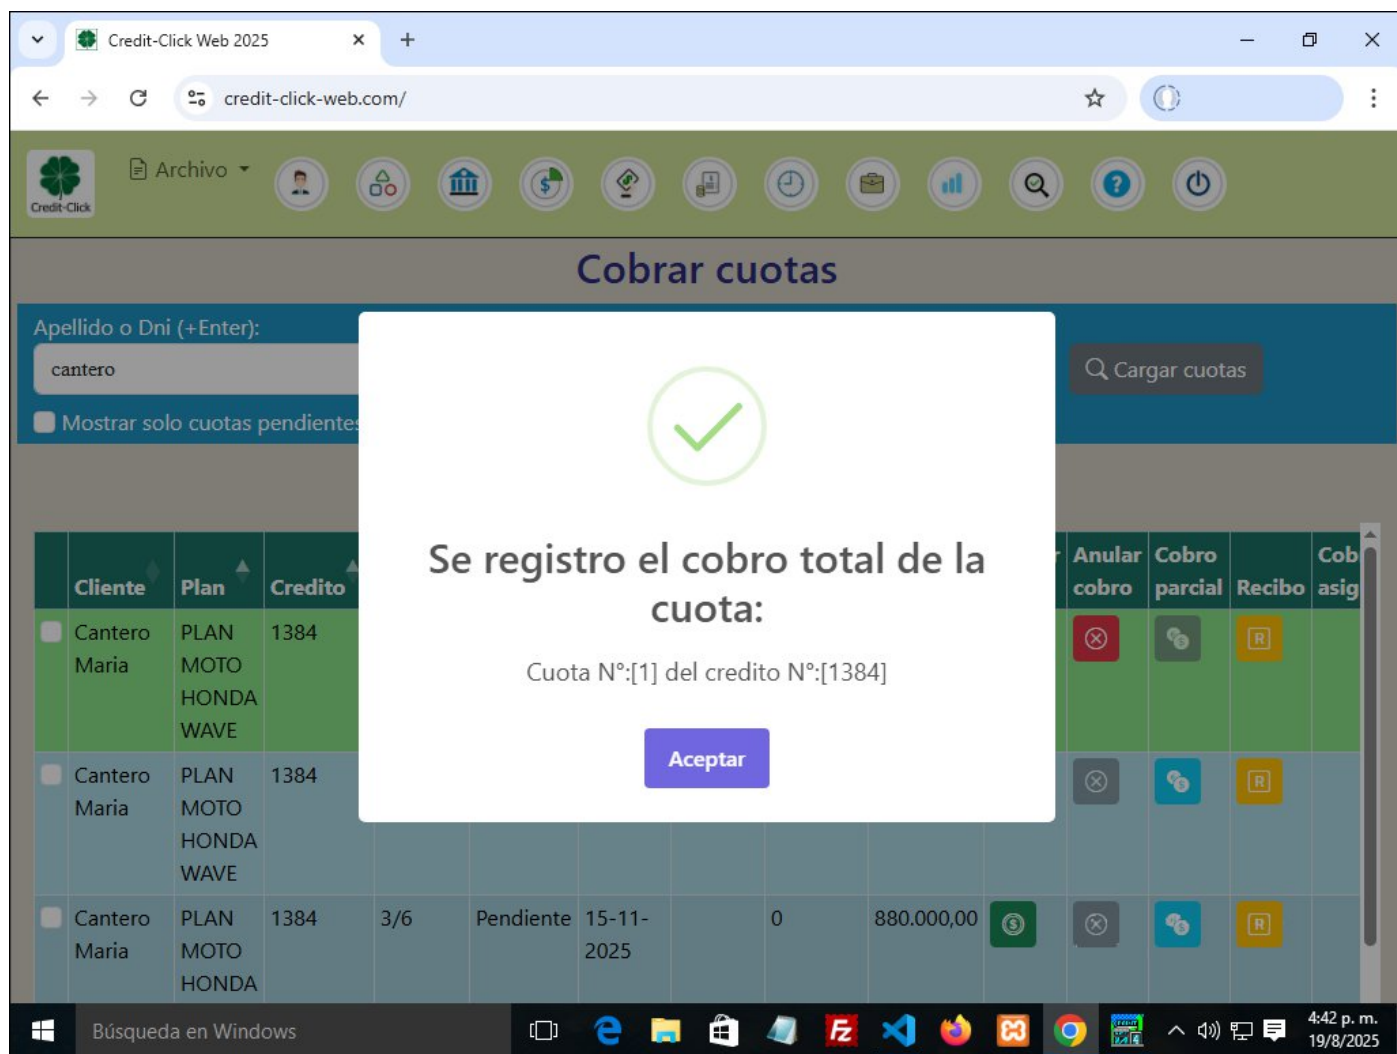 Credit-Click Web 2025
credit-click-web.com/
Credit-Click
Archivo
Cobrar cuotas
Apellido o Dni (+Enter):
cantero
Cargar cuotas
Mostrar solo cuotas pendientes
Se registro el cobro total de la
cuota:
Cuota N°:[1] del credito N°:[1384]
Aceptar
Cliente Plan Credito Anular cobro Cobro parcial Recibo Cob asig
Cantero Maria PLAN MOTO HONDA WAVE 1384 R
Cantero Maria PLAN MOTO HONDA WAVE 1384 R
Cantero Maria PLAN MOTO HONDA 1384 3/6 Pendiente 15-11-2025 0 880.000,00 R
Búsqueda en Windows
4:42 p. m.
19/8/2025